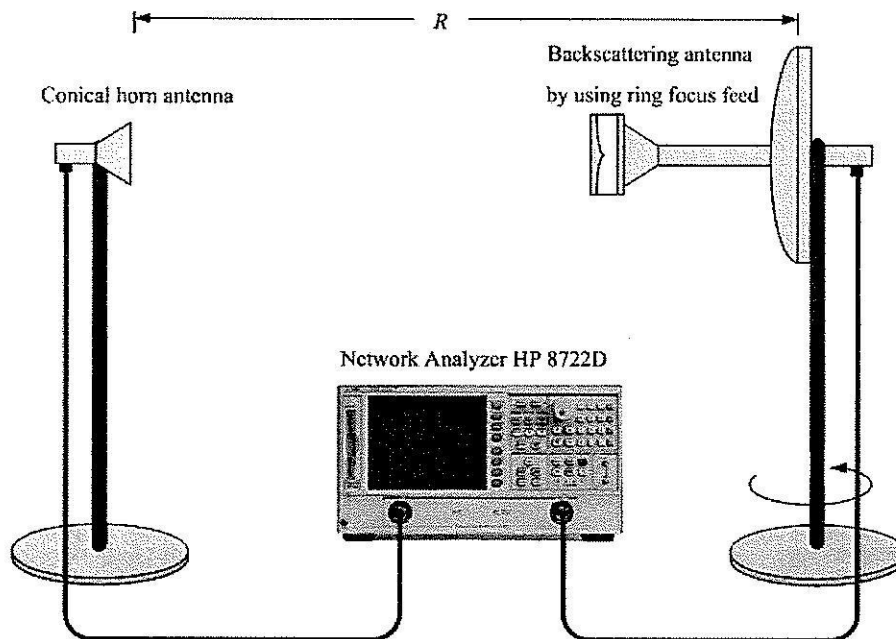 R
Backscattering antenna
by using ring focus feed
Conical horn antenna
Network Analyzer HP 8722D